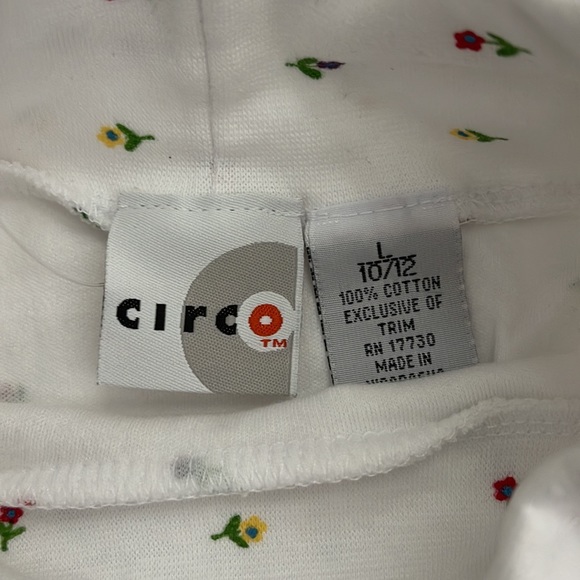 circo
TM
L
10/12
100% COTTON
EXCLUSIVE OF
TRIM
RN 17730
MADE IN